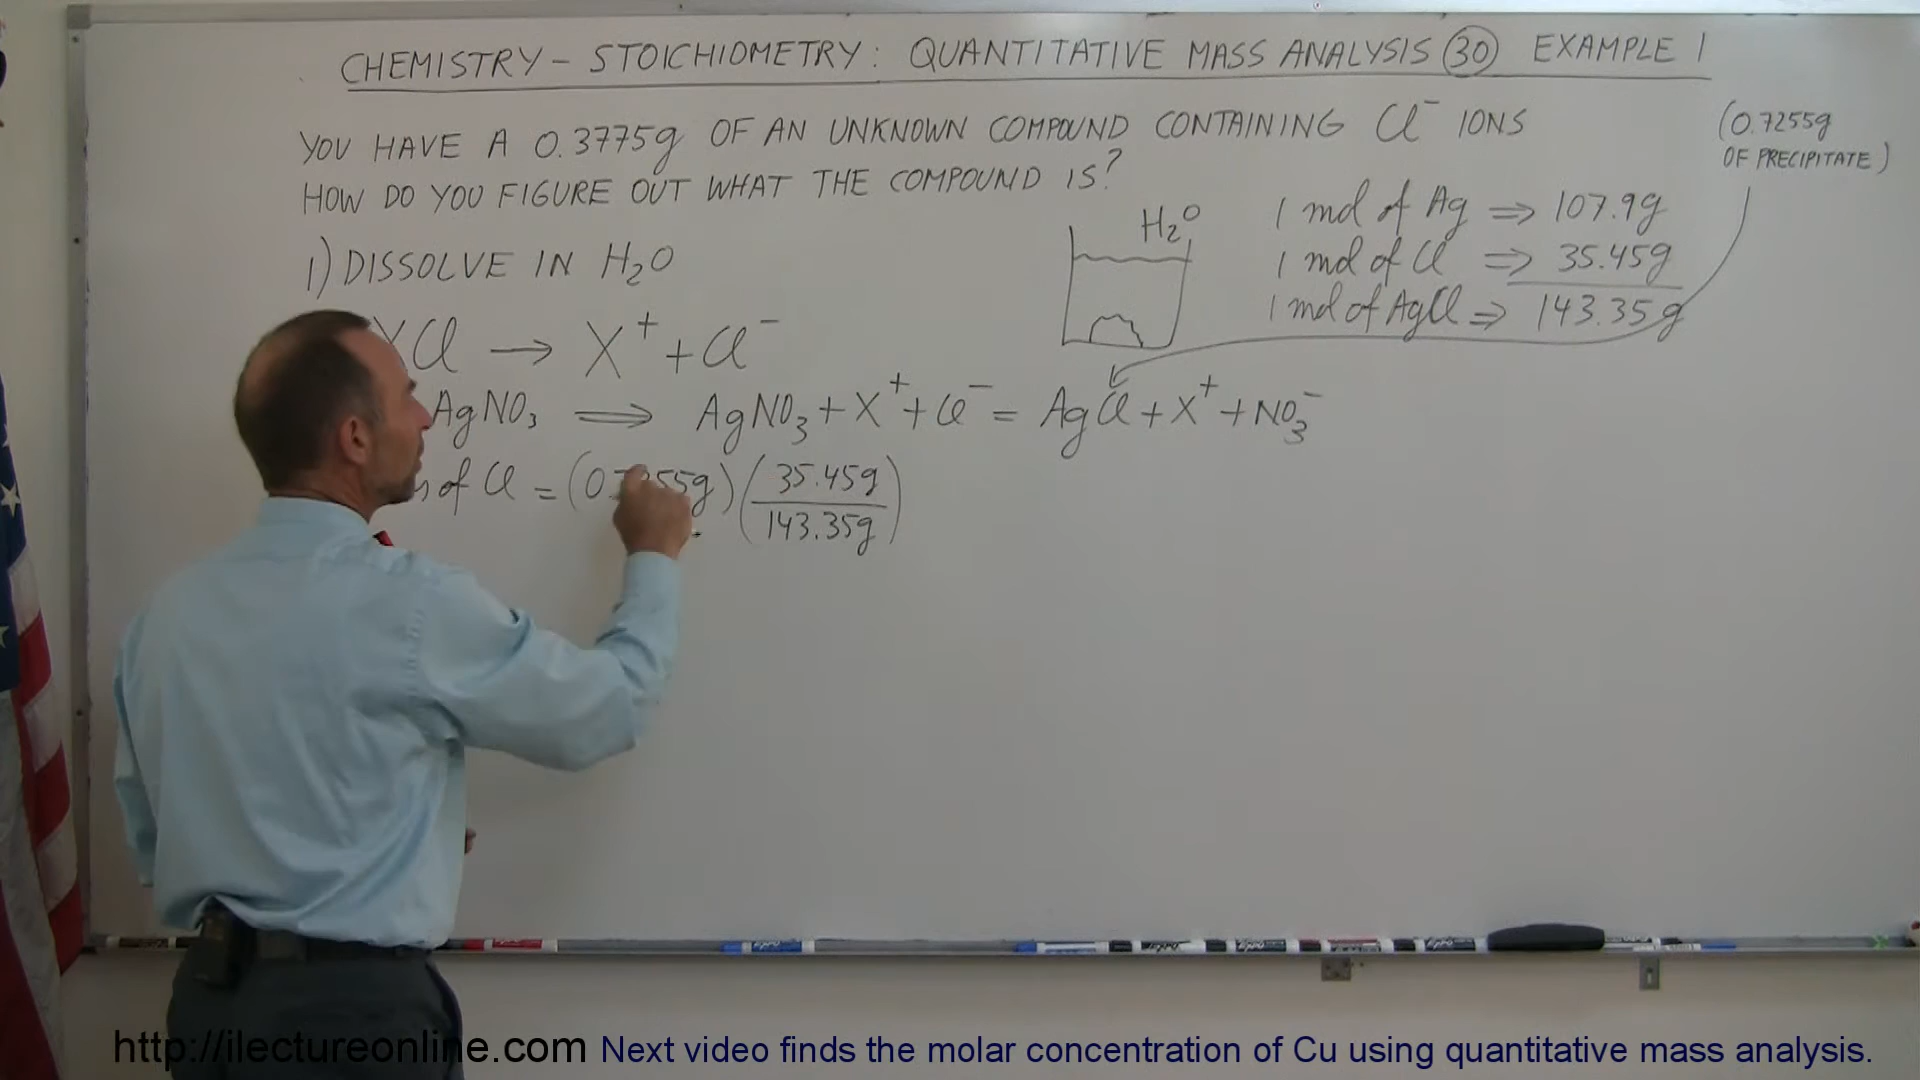 CHEMISTRY – STOICHIOMETRY: QUANTITATIVE MASS ANALYSIS (30) EXAMPLE 1
YOU HAVE A 0.3775g OF AN UNKNOWN COMPOUND CONTAINING Cl⁻ IONS
HOW DO YOU FIGURE OUT WHAT THE COMPOUND IS?
(0.7255g
OF PRECIPITATE)
H₂O
1 mol of Ag ⇒ 107.9g
1 mol of Cl ⇒ 35.45g
1 mol of AgCl ⇒ 143.35g
1) DISSOLVE IN H₂O
XCl → X⁺ + Cl⁻
AgNO₃ ⇒ AgNO₃ + X⁺ + Cl⁻ = AgCl + X⁺ + NO₃⁻
of Cl = (0.7255g) (35.45g / 143.35g)
http://ilectureonline.com Next video finds the molar concentration of Cu using quantitative mass analysis.